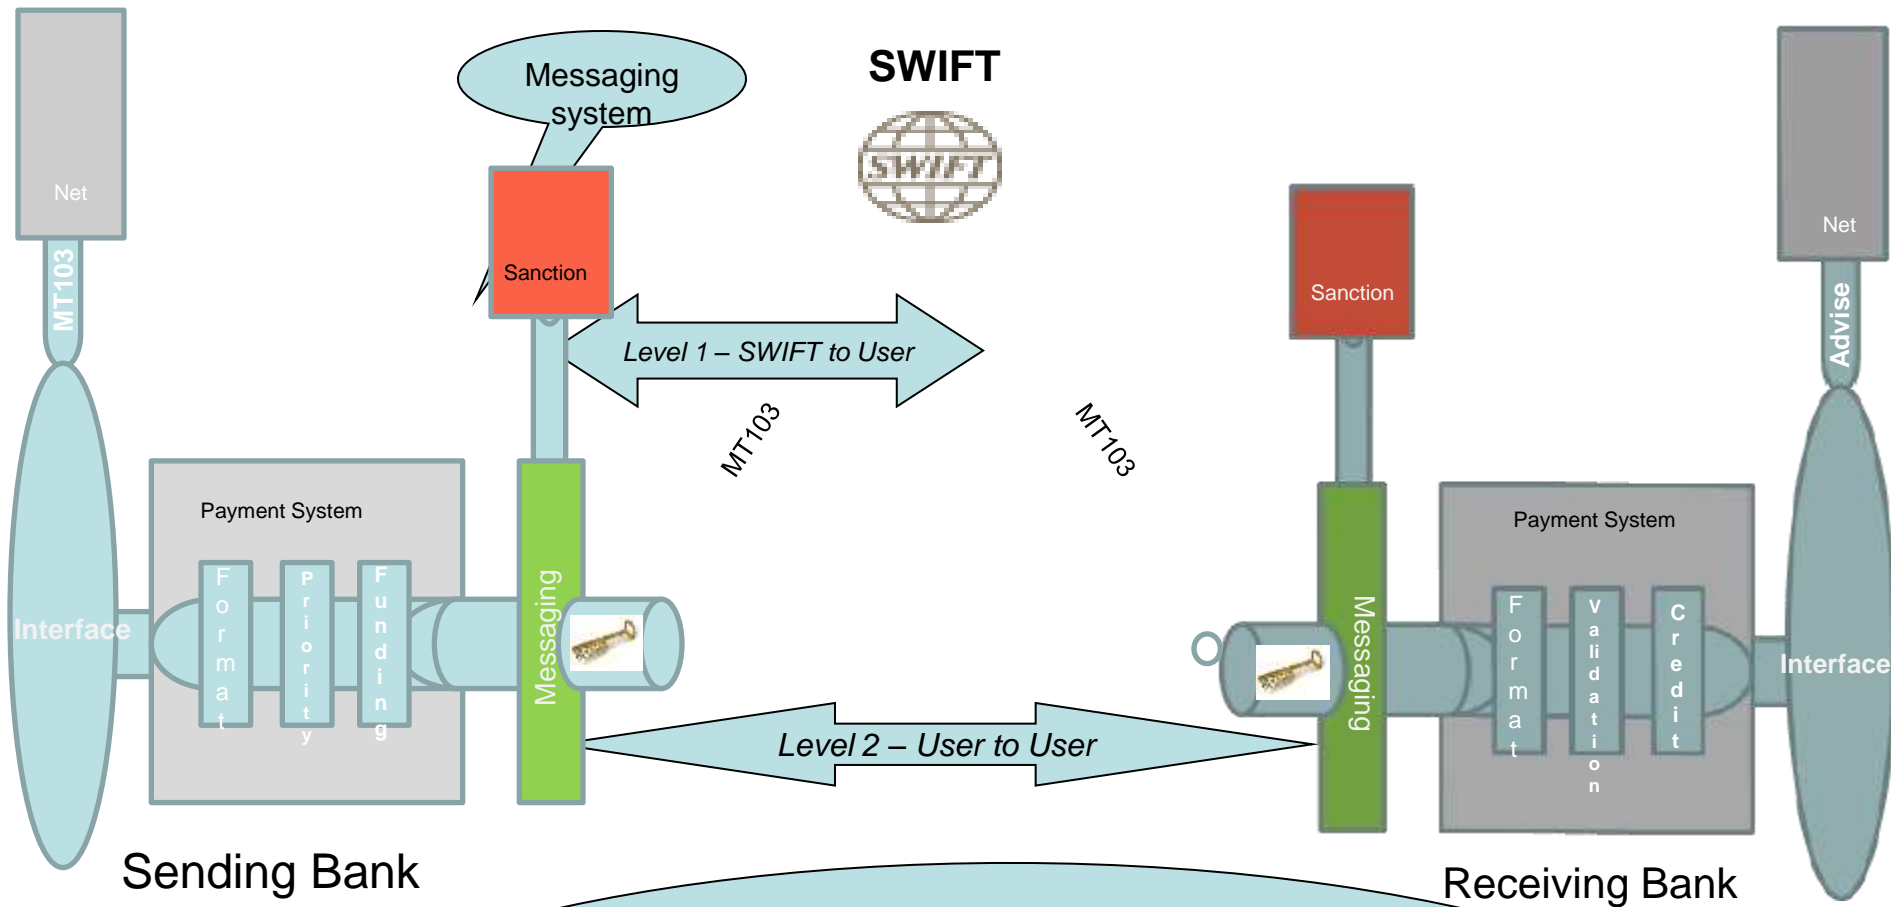 Messaging
system
SWIFT
SWIFT
Net
Net
MT103
Sanction
Sanction
Advise
Level 1 – SWIFT to User
MT103
MT103
Payment System
Payment System
Format
Priority
Funding
Messaging
Interface
Messaging
Format
Validation
Credit
Interface
Level 2 – User to User
Sending Bank
Receiving Bank